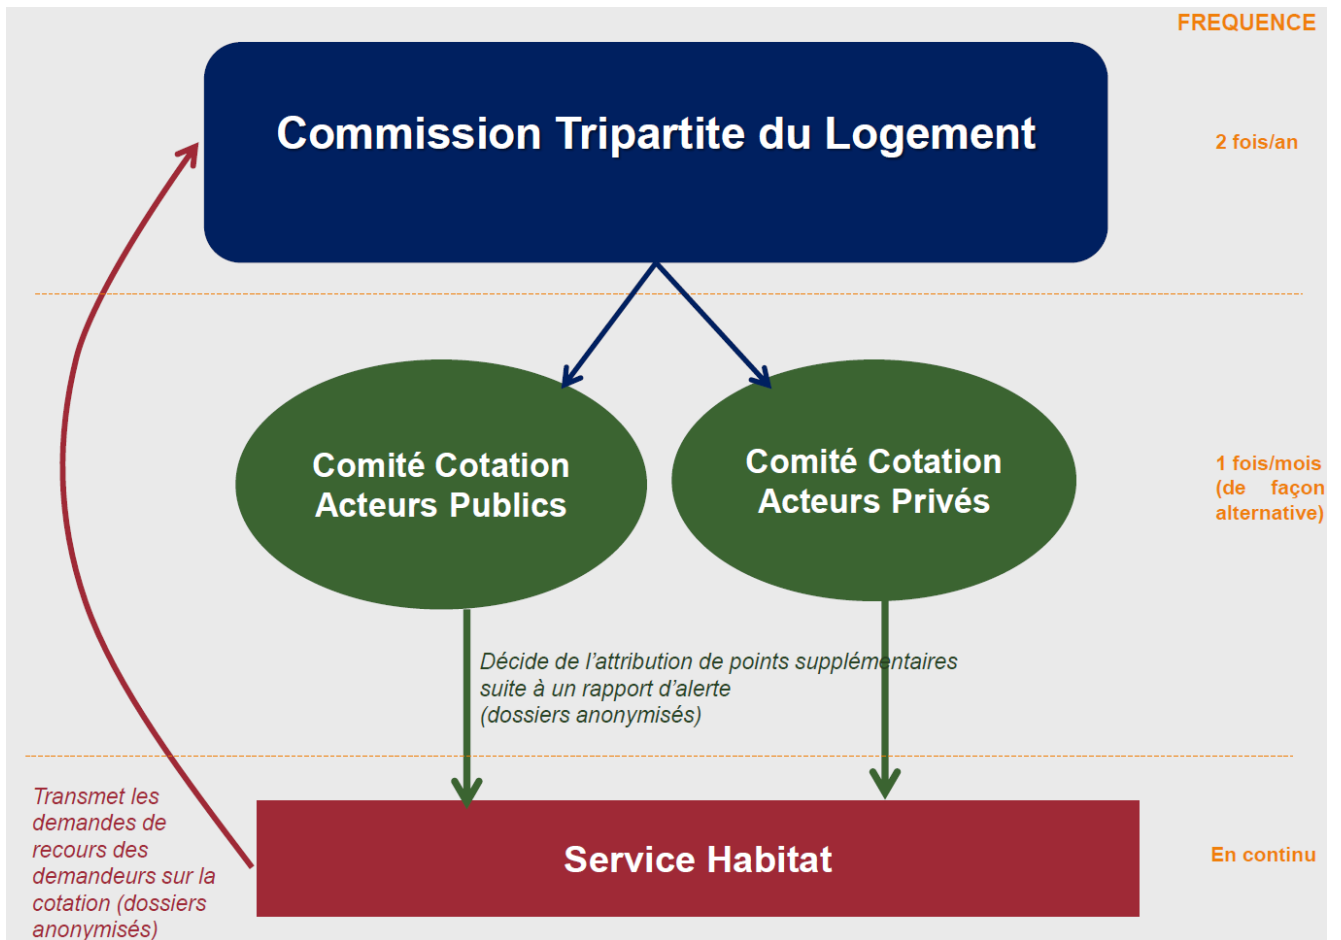 FREQUENCE
Commission Tripartite du Logement
2 fois/an
Comité Cotation
Acteurs Publics
Comité Cotation
Acteurs Privés
1 fois/mois
(de façon
alternative)
Décide de l'attribution de points supplémentaires
suite à un rapport d'alerte
(dossiers anonymisés)
Transmet les
demandes de
recours des
demandeurs sur la
cotation (dossiers
anonymisés)
Service Habitat
En continu